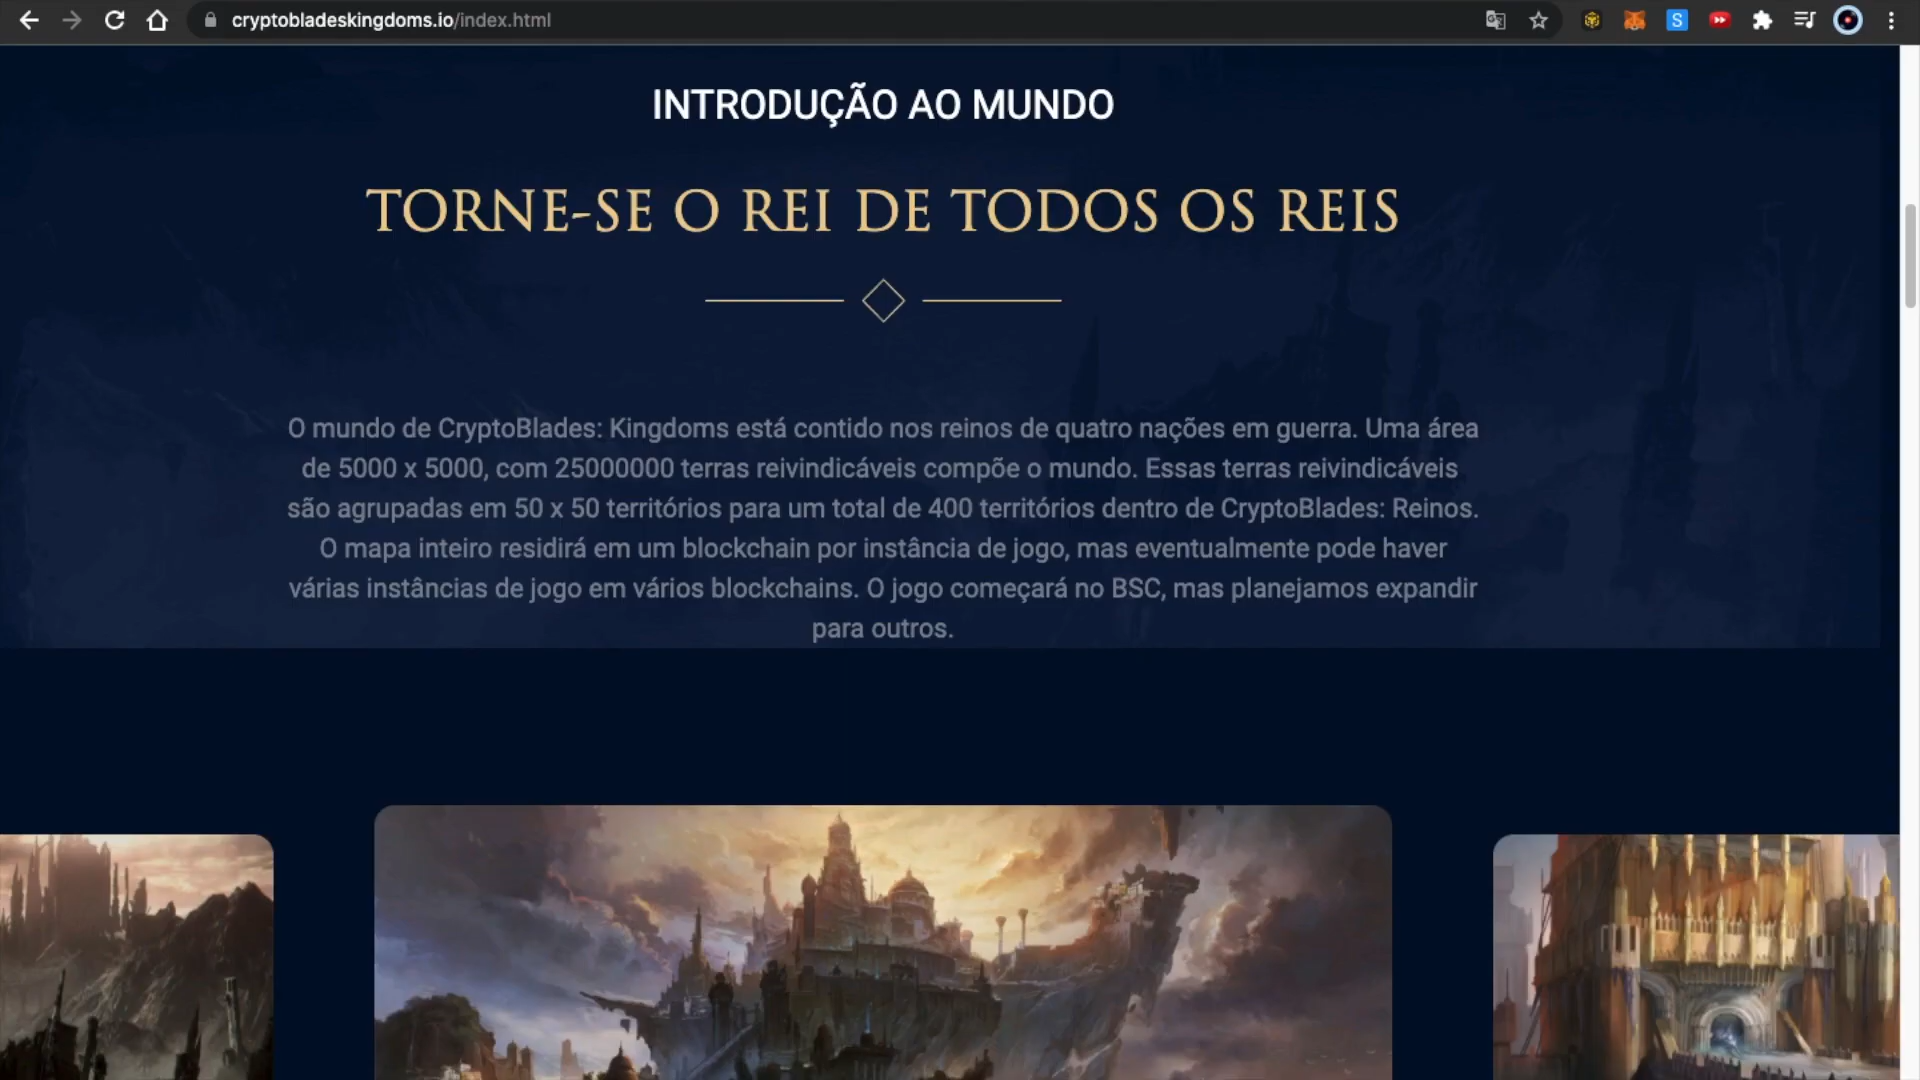 cryptobladeskingdoms.io/index.html
INTRODUÇÃO AO MUNDO
TORNE-SE O REI DE TODOS OS REIS
O mundo de CryptoBlades: Kingdoms está contido nos reinos de quatro nações em guerra. Uma área
de 5000 x 5000, com 25000000 terras reivindicáveis compõe o mundo. Essas terras reivindicáveis
são agrupadas em 50 x 50 territórios para um total de 400 territórios dentro de CryptoBlades: Reinos.
O mapa inteiro residirá em um blockchain por instância de jogo, mas eventualmente pode haver
várias instâncias de jogo em vários blockchains. O jogo começará no BSC, mas planejamos expandir
para outros.